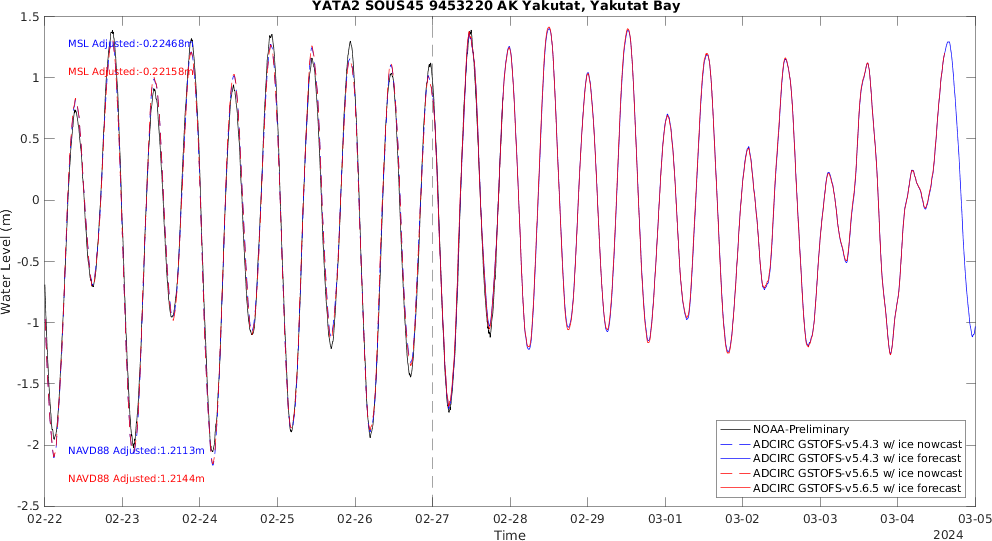 YATA2 SOUS45 9453220 AK Yakutat, Yakutat Bay
MSL Adjusted:-0.22468m
MSL Adjusted:-0.22158m
NAVD88 Adjusted:1.2113m
NAVD88 Adjusted:1.2144m
Water Level (m)
1.5
1
0.5
0
-0.5
-1
-1.5
-2
-2.5
NOAA-Preliminary
ADCIRC GSTOFS-v5.4.3 w/ ice nowcast
ADCIRC GSTOFS-v5.4.3 w/ ice forecast
ADCIRC GSTOFS-v5.6.5 w/ ice nowcast
ADCIRC GSTOFS-v5.6.5 w/ ice forecast
02-22 02-23 02-24 02-25 02-26 02-27 02-28 02-29 03-01 03-02 03-03 03-04 03-05
Time
2024